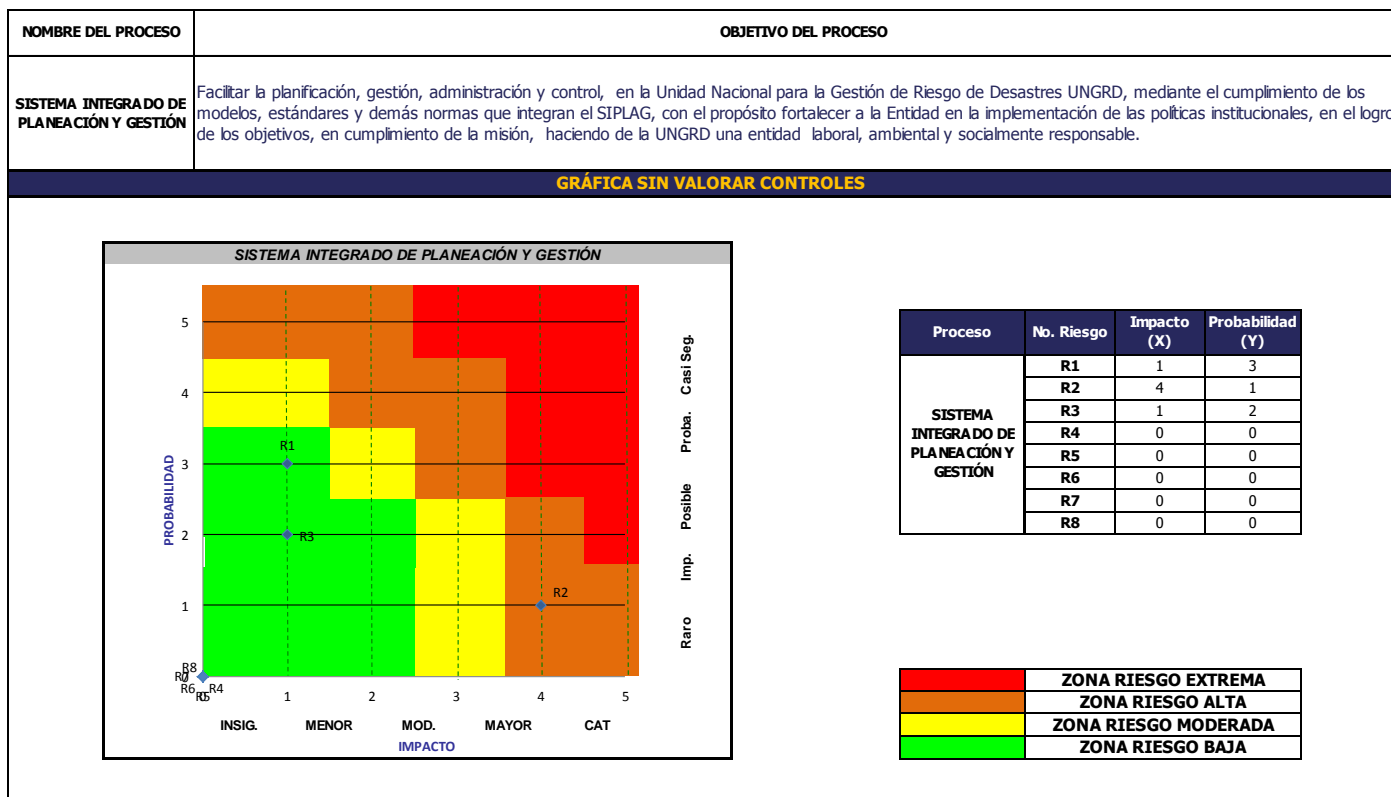 NOMBRE DEL PROCESO
OBJETIVO DEL PROCESO
SISTEMA INTEGRADO DE
PLANEACIÓN Y GESTIÓN
Facilitar la planificación, gestión, administración y control, en la Unidad Nacional para la Gestión de Riesgo de Desastres UNGRD, mediante el cumplimiento de los
modelos, estándares y demás normas que integran el SIPLAG, con el propósito fortalecer a la Entidad en la implementación de las políticas institucionales, en el logro
de los objetivos, en cumplimiento de la misión, haciendo de la UNGRD una entidad laboral, ambiental y socialmente responsable.
GRÁFICA SIN VALORAR CONTROLES
SISTEMA INTEGRADO DE PLANEACIÓN Y GESTIÓN
5
4
3
2
1
PROBABILIDAD
R1
R3
R2
R8
R6
R4
1
2
3
4
5
INSIG.
MENOR
MOD.
MAYOR
CAT
IMPACTO
Raro
Imp.
Posible
Proba.
Casi Seg.
Proceso
No. Riesgo
Impacto
(X)
Probabilidad
(Y)
SISTEMA
INTEGRADO DE
PLANEACIÓN Y
GESTIÓN
R1 1 3
R2 4 1
R3 1 2
R4 0 0
R5 0 0
R6 0 0
R7 0 0
R8 0 0
ZONA RIESGO EXTREMA
ZONA RIESGO ALTA
ZONA RIESGO MODERADA
ZONA RIESGO BAJA